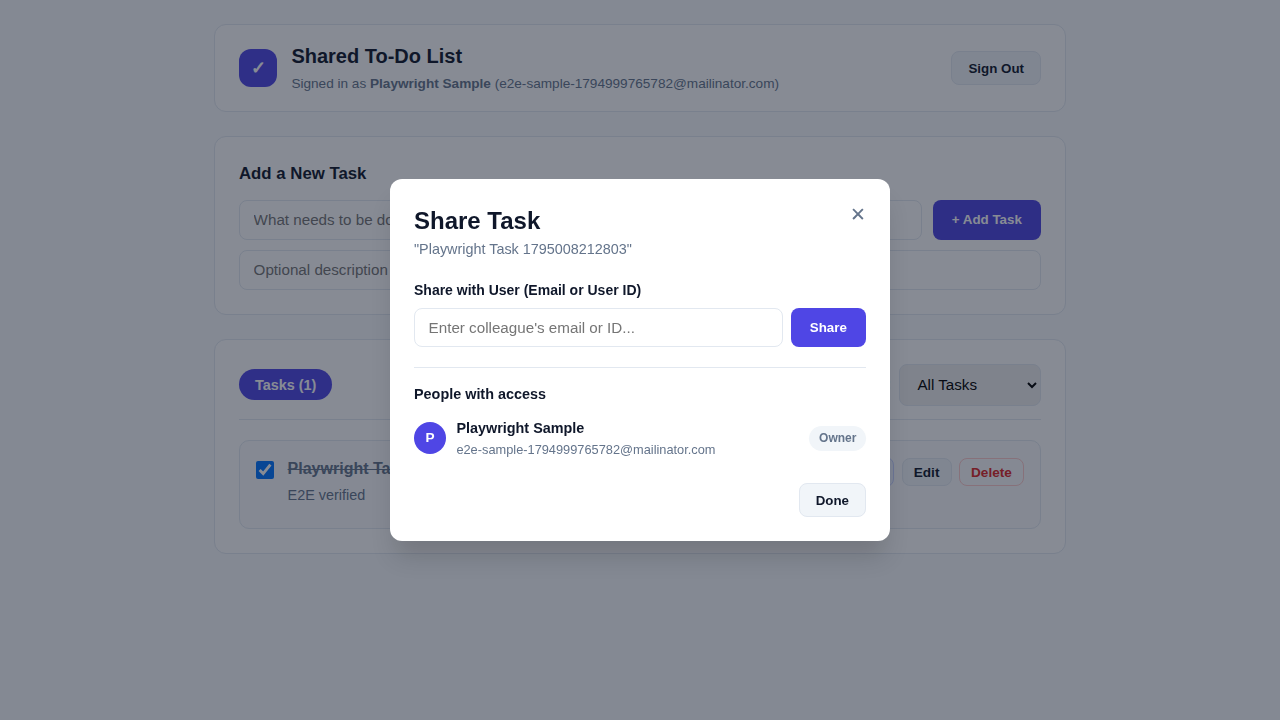 ✓
Shared To-Do List
Signed in as Playwright Sample (e2e-sample-1794999765782@mailinator.com)
Sign Out
Add a New Task
What needs to be do
+ Add Task
Optional description
Share Task
✕
"Playwright Task 1795008212803"
Share with User (Email or User ID)
Enter colleague's email or ID...
Share
People with access
P
Playwright Sample
e2e-sample-1794999765782@mailinator.com
Owner
Done
Tasks (1)
All Tasks
Playwright Ta
E2E verified
Edit
Delete